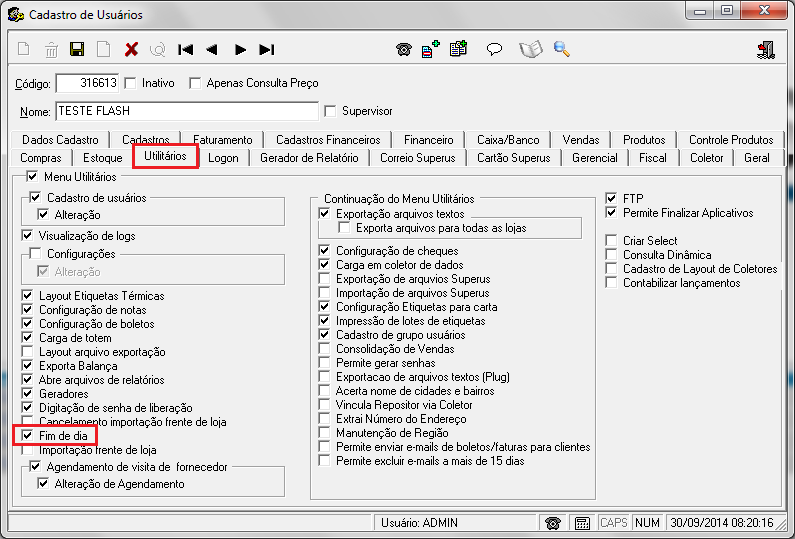 Cadastro de Usuários
Código: 316613 Inativo Apenas Consulta Preço
Nome: TESTE FLASH Supervisor
Dados Cadastro Cadastros Faturamento Cadastros Financeiros Financeiro Caixa/Banco Vendas Produtos Controle Produtos
Compras Estoque Utilitários Logon Gerador de Relatório Correio Superus Cartão Superus Gerencial Fiscal Coletor Geral
Menu Utilitários
Cadastro de usuários
Alteração
Visualização de logs
Configurações
Alteração
Layout Etiquetas Térmicas
Configuração de notas
Configuração de boletos
Carga de totem
Layout arquivo exportação
Exporta Balança
Abre arquivos de relatórios
Geradores
Digitação de senha de liberação
Cancelamento importação frente de loja
Fim de dia
Importação frente de loja
Agendamento de visita de fornecedor
Alteração de Agendamento
Continuação do Menu Utilitários
Exportação arquivos textos
Exporta arquivos para todas as lojas
Configuração de cheques
Carga em coletor de dados
Exportação de arquvios Superus
Importação de arquivos Superus
Configuração Etiquetas para carta
Impressão de lotes de etiquetas
Cadastro de grupo usuários
Consolidação de Vendas
Permite gerar senhas
Exportacao de arquivos textos (Plug)
Acerta nome de cidades e bairros
Vincula Repositor via Coletor
Extrai Número do Endereço
Manutenção de Região
Permite enviar e-mails de boletos/faturas para clientes
Permite excluir e-mails a mais de 15 dias
FTP
Permite Finalizar Aplicativos
Criar Select
Consulta Dinâmica
Cadastro de Layout de Coletores
Contabilizar lançamentos
Usuário: ADMIN CAPS NUM 30/09/2014 08:20:16